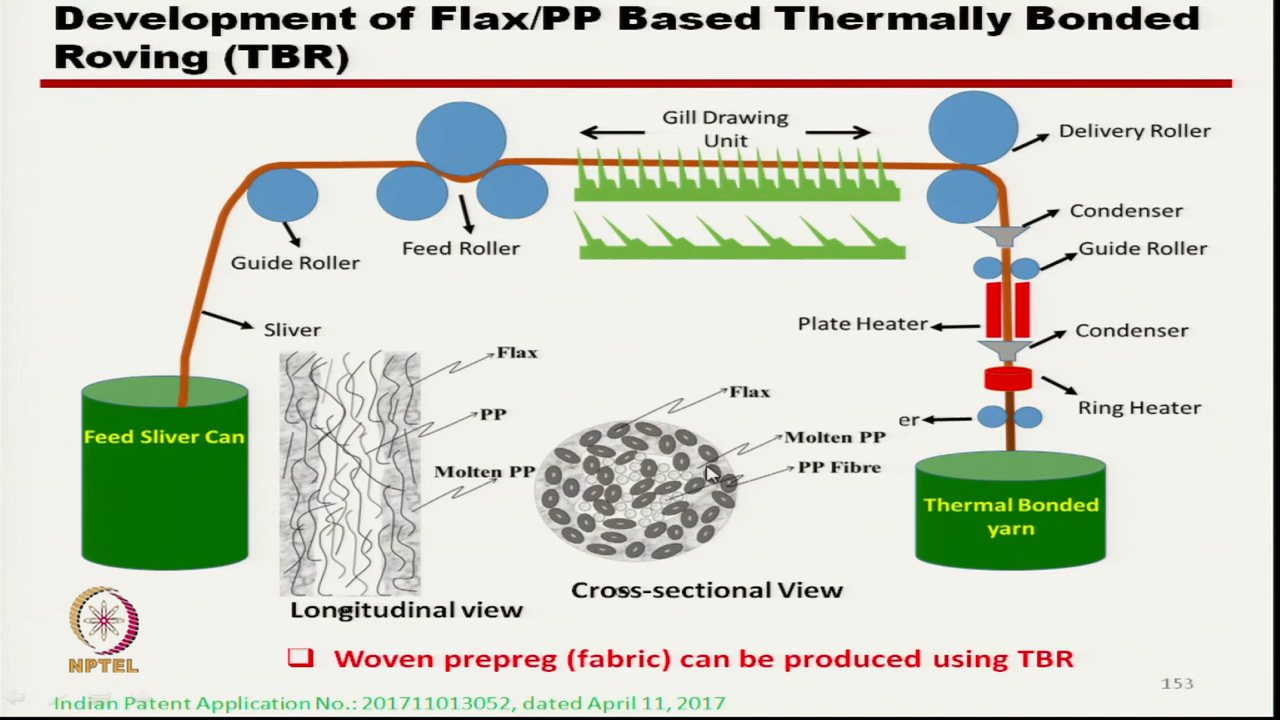 Development of Flax/PP Based Thermally Bonded
Roving (TBR)
Gill Drawing
Unit
Delivery Roller
Condenser
Guide Roller
Feed Roller
Guide Roller
Sliver
Plate Heater
Condenser
Flax
PP
Molten PP
Flax
Molten PP
PP Fibre
Ring Heater
er
Feed Sliver Can
Thermal Bonded
yarn
Longitudinal view
Cross-sectional View
NPTEL
Woven prepreg (fabric) can be produced using TBR
153
Indian Patent Application No.: 201711013052, dated April 11, 2017